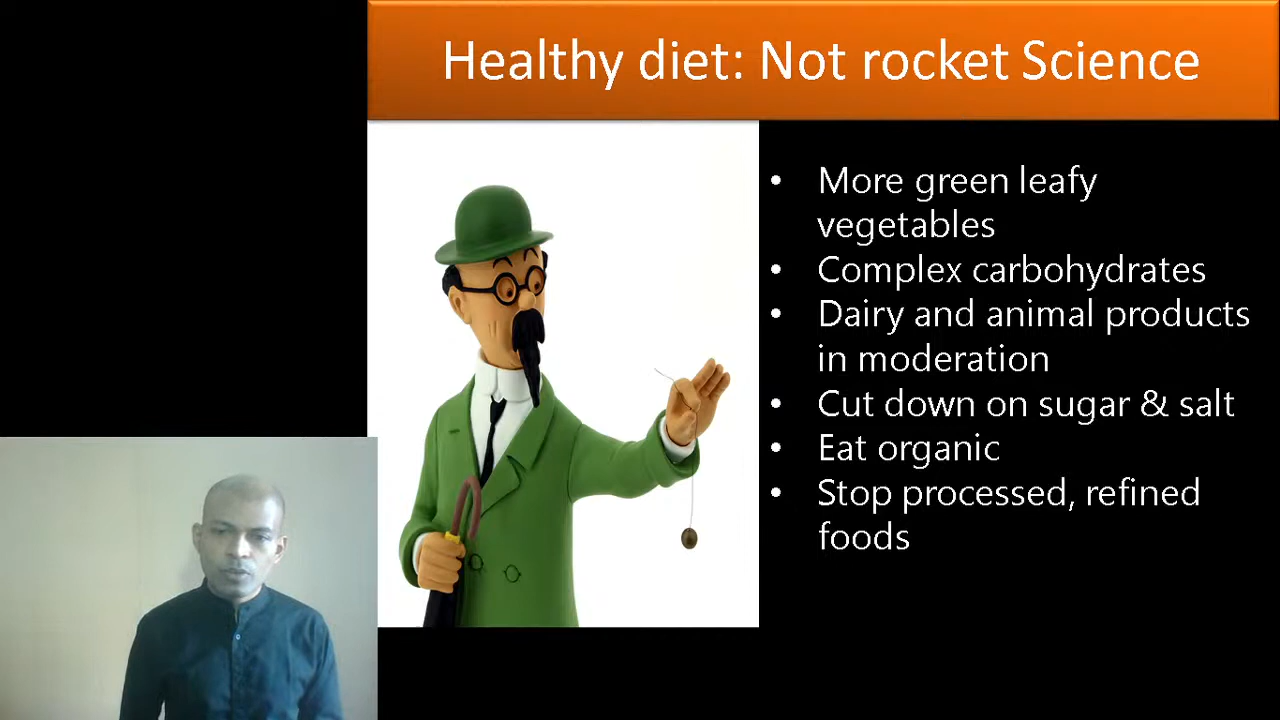 Healthy diet: Not rocket Science
• More green leafy
vegetables
• Complex carbohydrates
• Dairy and animal products
in moderation
• Cut down on sugar & salt
• Eat organic
• Stop processed, refined
foods